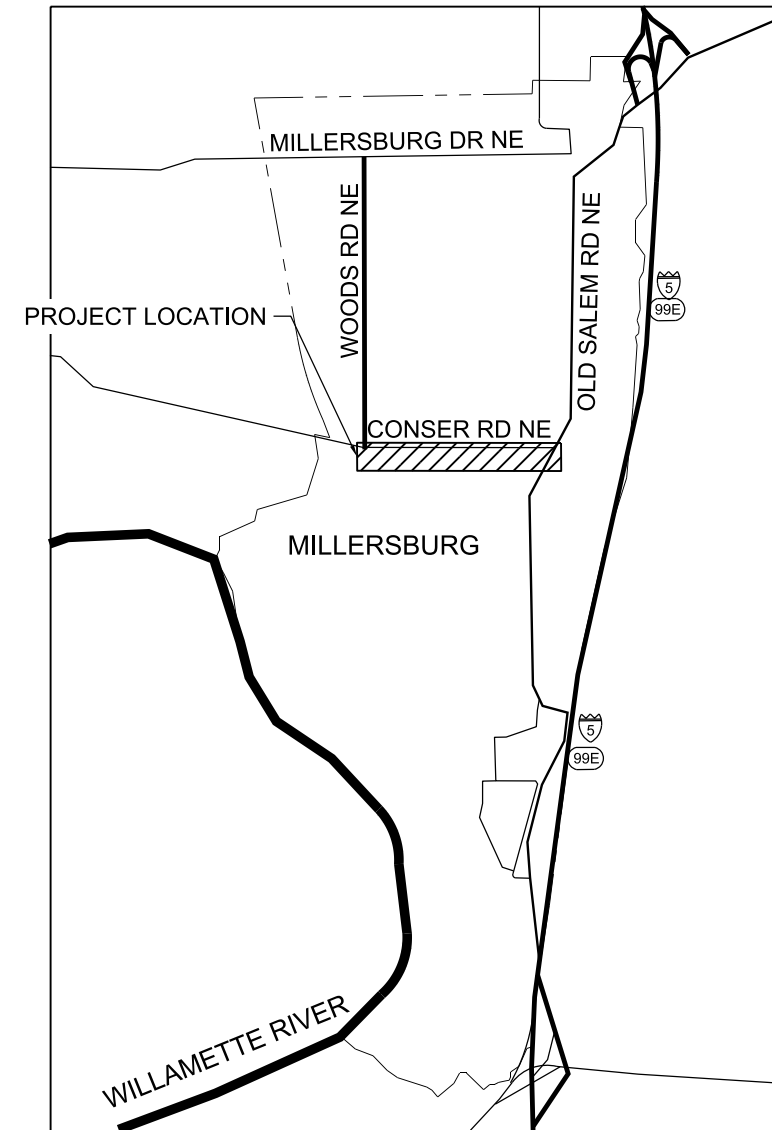 MILLERSBURG DR NE
WOODS RD NE
OLD SALEM RD NE
5
99E
PROJECT LOCATION
CONSER RD NE
MILLERSBURG
5
99E
WILLAMETTE RIVER